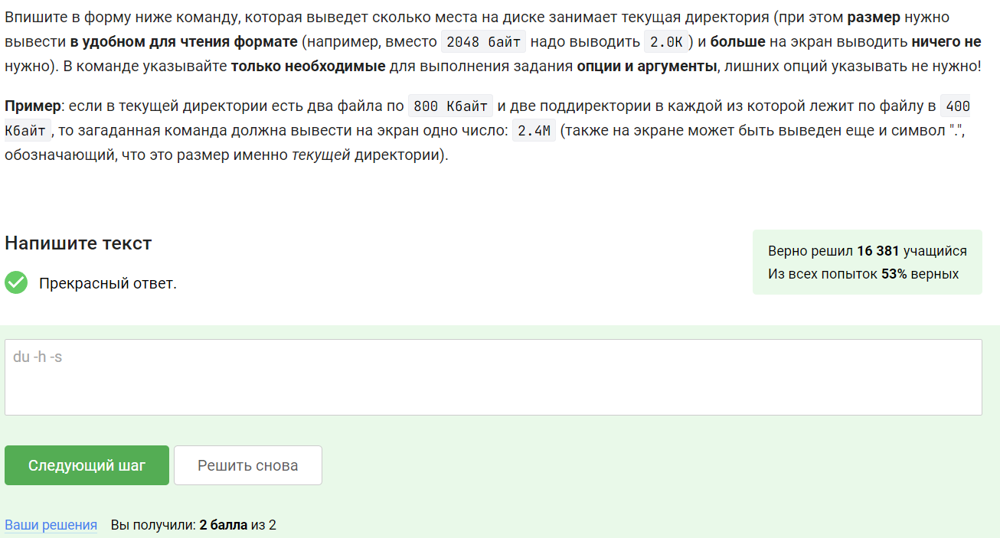 Впишите в форму ниже команду, которая выведет сколько места на диске занимает текущая директория (при этом размер нужно
вывести в удобном для чтения формате (например, вместо 2048 байт надо выводить 2.0K ) и больше на экран выводить ничего не
нужно). В команде указывайте только необходимые для выполнения задания опции и аргументы, лишних опций указывать не нужно!
Пример: если в текущей директории есть два файла по 800 Кбайт и две поддиректории в каждой из которой лежит по файлу в 400
Кбайт , то загаданная команда должна вывести на экран одно число: 2.4M (также на экране может быть выведен еще и символ ".",
обозначающий, что это размер именно текущей директории).
Напишите текст
Верно решил 16 381 учащийся
Из всех попыток 53% верных
Прекрасный ответ.
du -h -s
Следующий шаг
Решить снова
Ваши решения Вы получили: 2 балла из 2